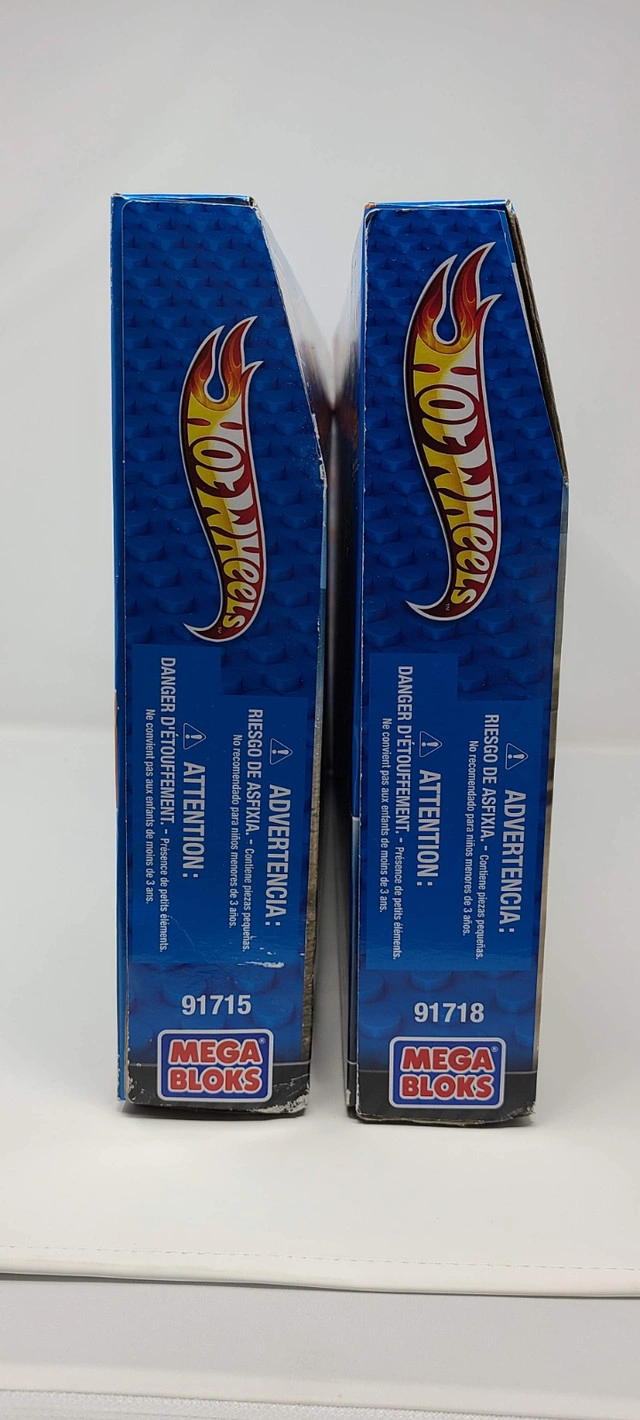 HOT WHEELS™
⚠ ADVERTENCIA :
RIESGO DE ASFIXIA. - Contiene piezas pequeñas.
No recomendado para niños menores de 3 años.
⚠ ATTENTION :
DANGER D'ÉTOUFFEMENT. - Présence de petits éléments.
Ne convient pas aux enfants de moins de 3 ans.
91715
MEGA®
BLOKS
HOT WHEELS™
⚠ ADVERTENCIA :
RIESGO DE ASFIXIA. - Contiene piezas pequeñas.
No recomendado para niños menores de 3 años.
⚠ ATTENTION :
DANGER D'ÉTOUFFEMENT. - Présence de petits éléments.
Ne convient pas aux enfants de moins de 3 ans.
91718
MEGA®
BLOKS